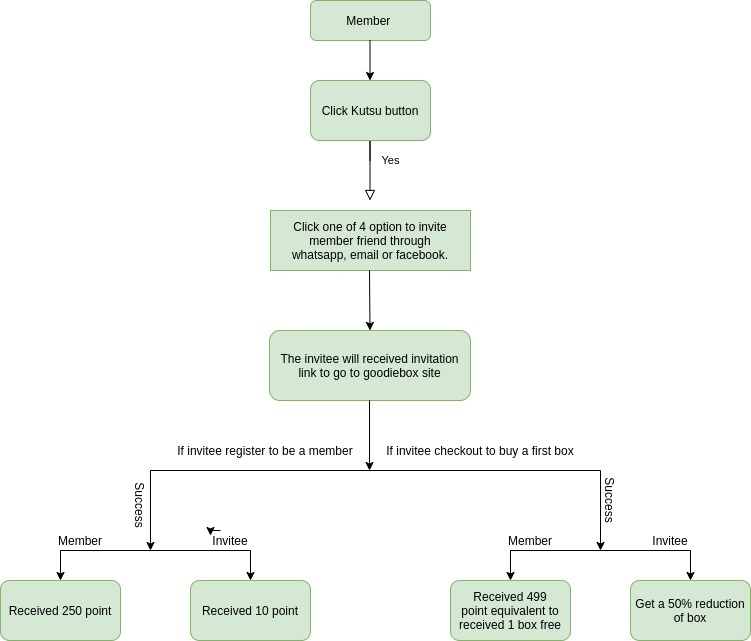 Member
Click Kutsu button
Yes
Click one of 4 option to invite
member friend through
whatsapp, email or facebook.
The invitee will received invitation
link to go to goodiebox site
If invitee register to be a member
If invitee checkout to buy a first box
Success
Success
Member
Invitee
Member
Invitee
Received 250 point
Received 10 point
Received 499
point equivalent to
received 1 box free
Get a 50% reduction
of box